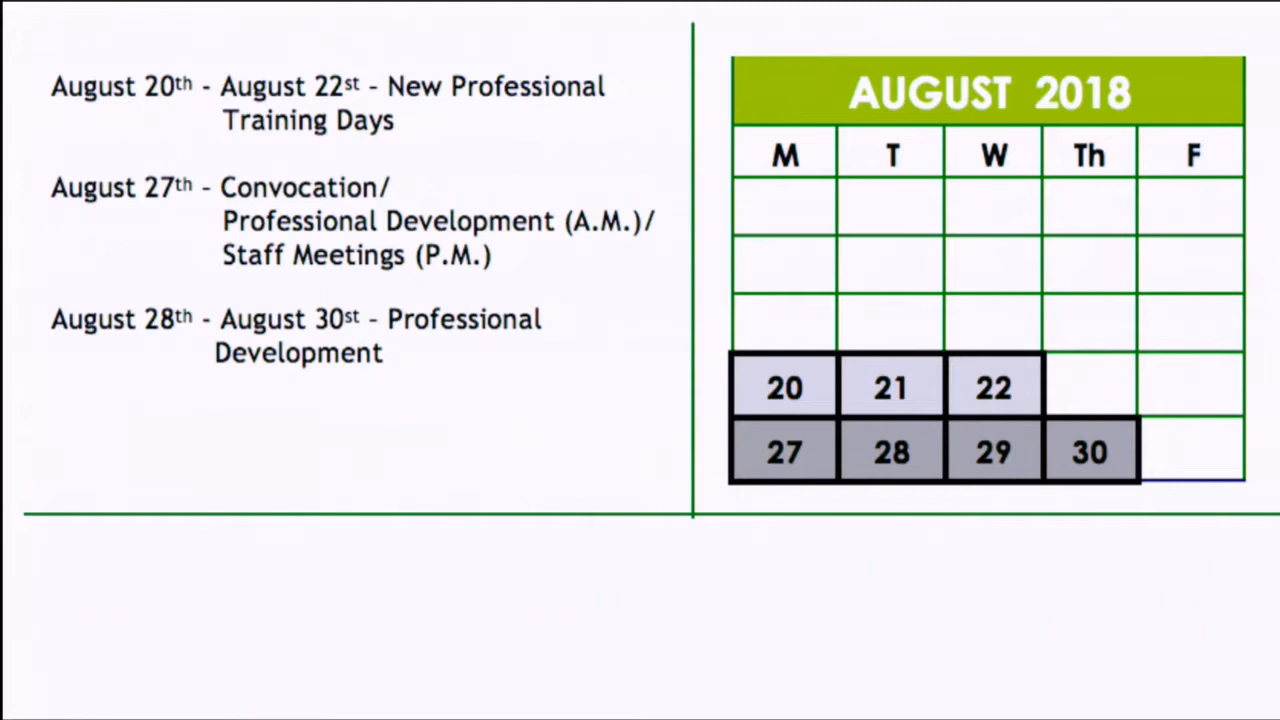 August 20th - August 22st - New Professional
Training Days
August 27th - Convocation/
Professional Development (A.M.)/
Staff Meetings (P.M.)
August 28th - August 30st - Professional
Development
AUGUST 2018
M T W Th F
20 21 22
27 28 29 30